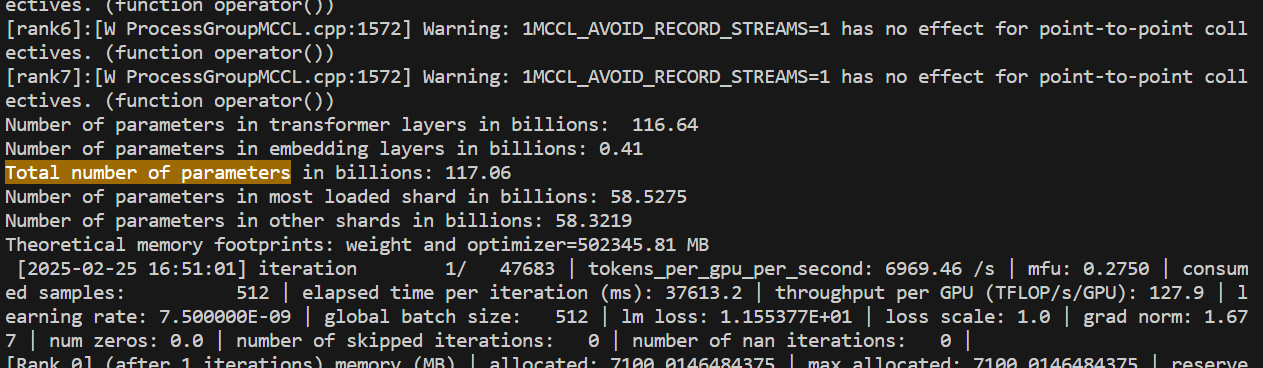 ectives. (function operator())
[rank6]:[W ProcessGroupMCCL.cpp:1572] Warning: 1MCCL_AVOID_RECORD_STREAMS=1 has no effect for point-to-point coll
ectives. (function operator())
[rank7]:[W ProcessGroupMCCL.cpp:1572] Warning: 1MCCL_AVOID_RECORD_STREAMS=1 has no effect for point-to-point coll
ectives. (function operator())
Number of parameters in transformer layers in billions:  116.64
Number of parameters in embedding layers in billions: 0.41
Total number of parameters in billions: 117.06
Number of parameters in most loaded shard in billions: 58.5275
Number of parameters in other shards in billions: 58.3219
Theoretical memory footprints: weight and optimizer=502345.81 MB
 [2025-02-25 16:51:01] iteration        1/   47683 | tokens_per_gpu_per_second: 6969.46 /s | mfu: 0.2750 | consum
ed samples:          512 | elapsed time per iteration (ms): 37613.2 | throughput per GPU (TFLOP/s/GPU): 127.9 | l
earning rate: 7.500000E-09 | global batch size:   512 | lm loss: 1.155377E+01 | loss scale: 1.0 | grad norm: 1.67
7 | num zeros: 0.0 | number of skipped iterations:   0 | number of nan iterations:   0 |
[Rank 0] (after 1 iterations) memory (MB) | allocated: 7100.0146484375 | max allocated: 7100.0146484375 | reserve